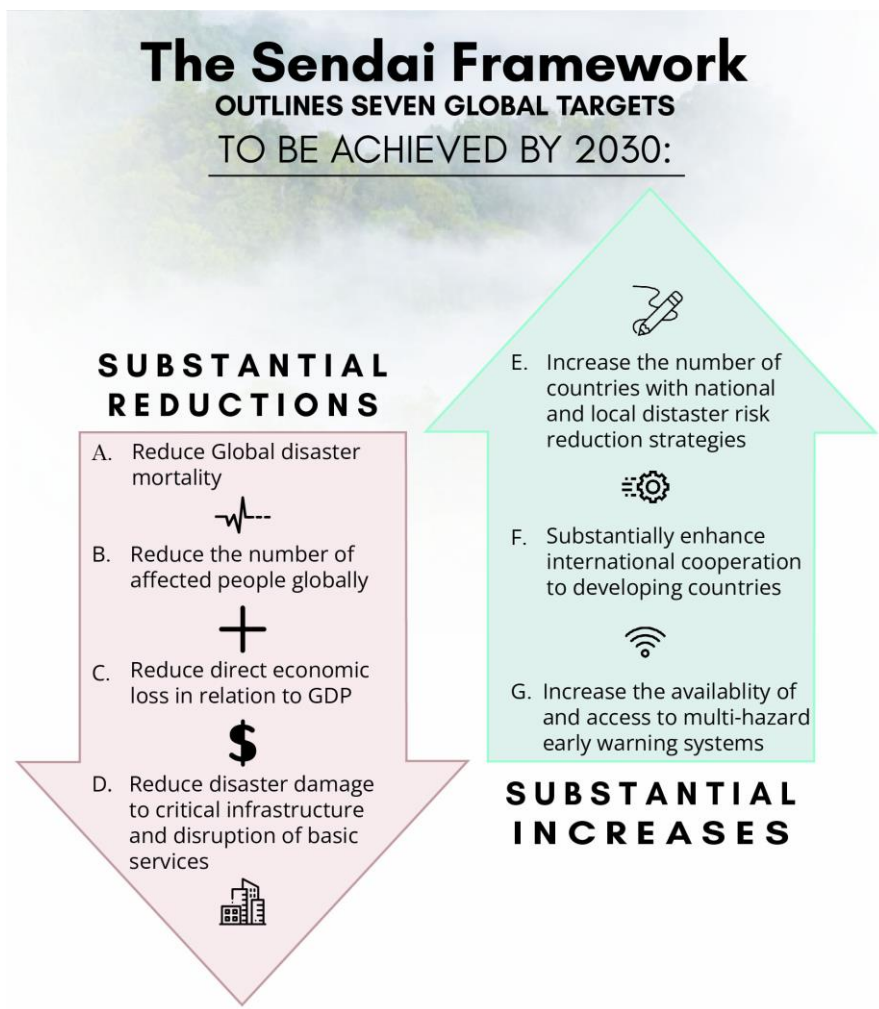 The Sendai Framework
OUTLINES SEVEN GLOBAL TARGETS
TO BE ACHIEVED BY 2030:
SUBSTANTIAL
REDUCTIONS
A. Reduce Global disaster
mortality
B. Reduce the number of
affected people globally
C. Reduce direct economic
loss in relation to GDP
$
D. Reduce disaster damage
to critical infrastructure
and disruption of basic
services
E. Increase the number of
countries with national
and local distaster risk
reduction strategies
F. Substantially enhance
international cooperation
to developing countries
G. Increase the availablity of
and access to multi-hazard
early warning systems
SUBSTANTIAL
INCREASES